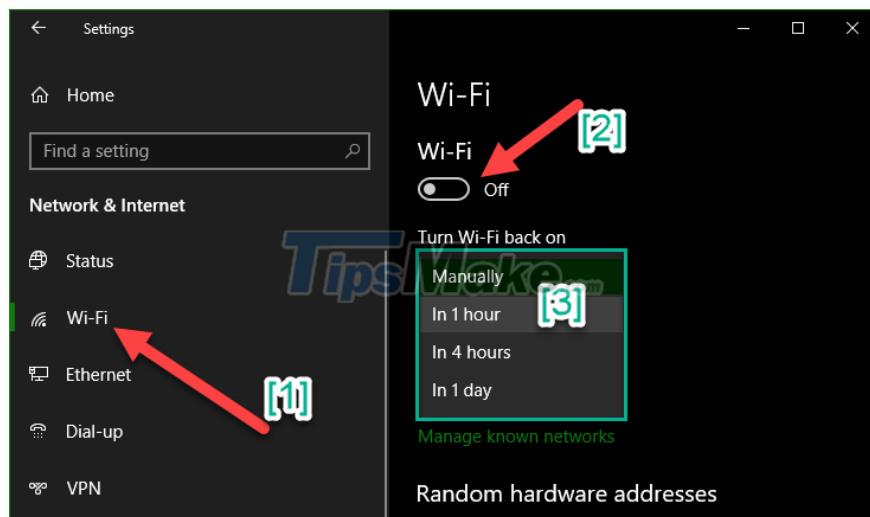 Settings
Home
Find a setting
Network & Internet
Status
Wi-Fi
Ethernet
Dial-up
VPN
[1]
Wi-Fi
Wi-Fi
[2]
Off
Turn Wi-Fi back on
Manually
In 1 hour
In 4 hours
In 1 day
[3]
Manage known networks
Random hardware addresses
TipsMake.com